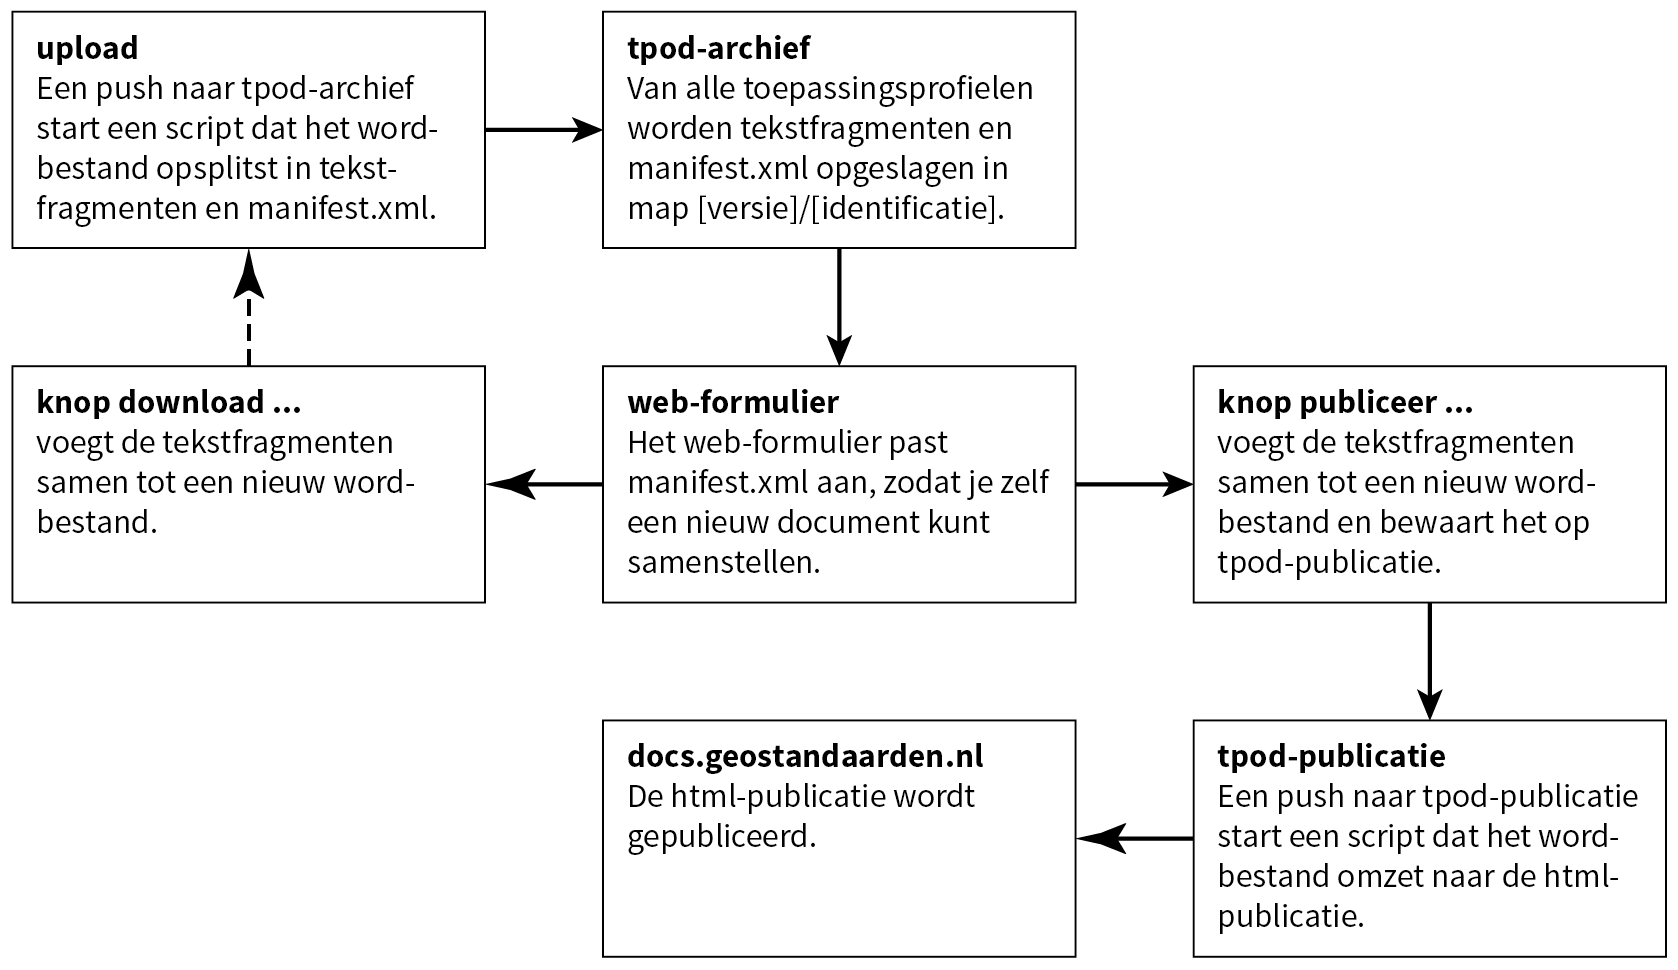 upload
Een push naar tpod-archief
start een script dat het word-
bestand opsplitst in tekst-
fragmenten en manifest.xml.
tpod-archief
Van alle toepassingsprofielen
worden tekstfragmenten en
manifest.xml opgeslagen in
map [versie]/[identificatie].
knop download ...
voegt de tekstfragmenten
samen tot een nieuw word-
bestand.
web-formulier
Het web-formulier past
manifest.xml aan, zodat je zelf
een nieuw document kunt
samenstellen.
knop publiceer ...
voegt de tekstfragmenten
samen tot een nieuw word-
bestand en bewaart het op
tpod-publicatie.
docs.geostandaarden.nl
De html-publicatie wordt
gepubliceerd.
tpod-publicatie
Een push naar tpod-publicatie
start een script dat het word-
bestand omzet naar de html-
publicatie.